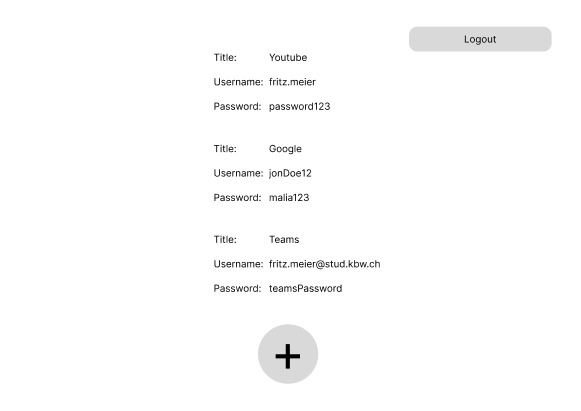 Logout
Title: Youtube
Username: fritz.meier
Password: password123
Title: Google
Username: jonDoe12
Password: malia123
Title: Teams
Username: fritz.meier@stud.kbw.ch
Password: teamsPassword
+